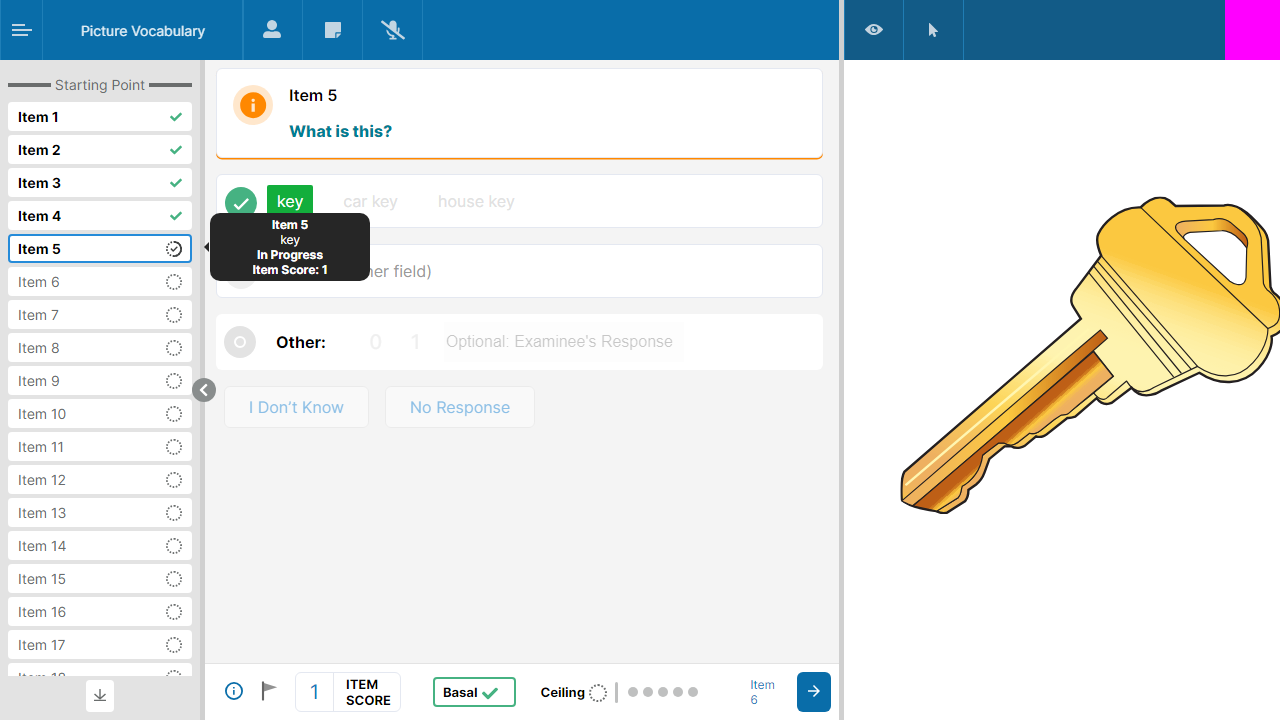 Picture Vocabulary
Starting Point
Item 1
Item 2
Item 3
Item 4
Item 5
Item 6
Item 7
Item 8
Item 9
Item 10
Item 11
Item 12
Item 13
Item 14
Item 15
Item 16
Item 17
Item 5
What is this?
key car key house key
Item 5
key
In Progress
Item Score: 1
field)
Other: 0 1 Optional: Examinee's Response
I Don't Know No Response
1 ITEM SCORE
Basal
Ceiling
Item 6